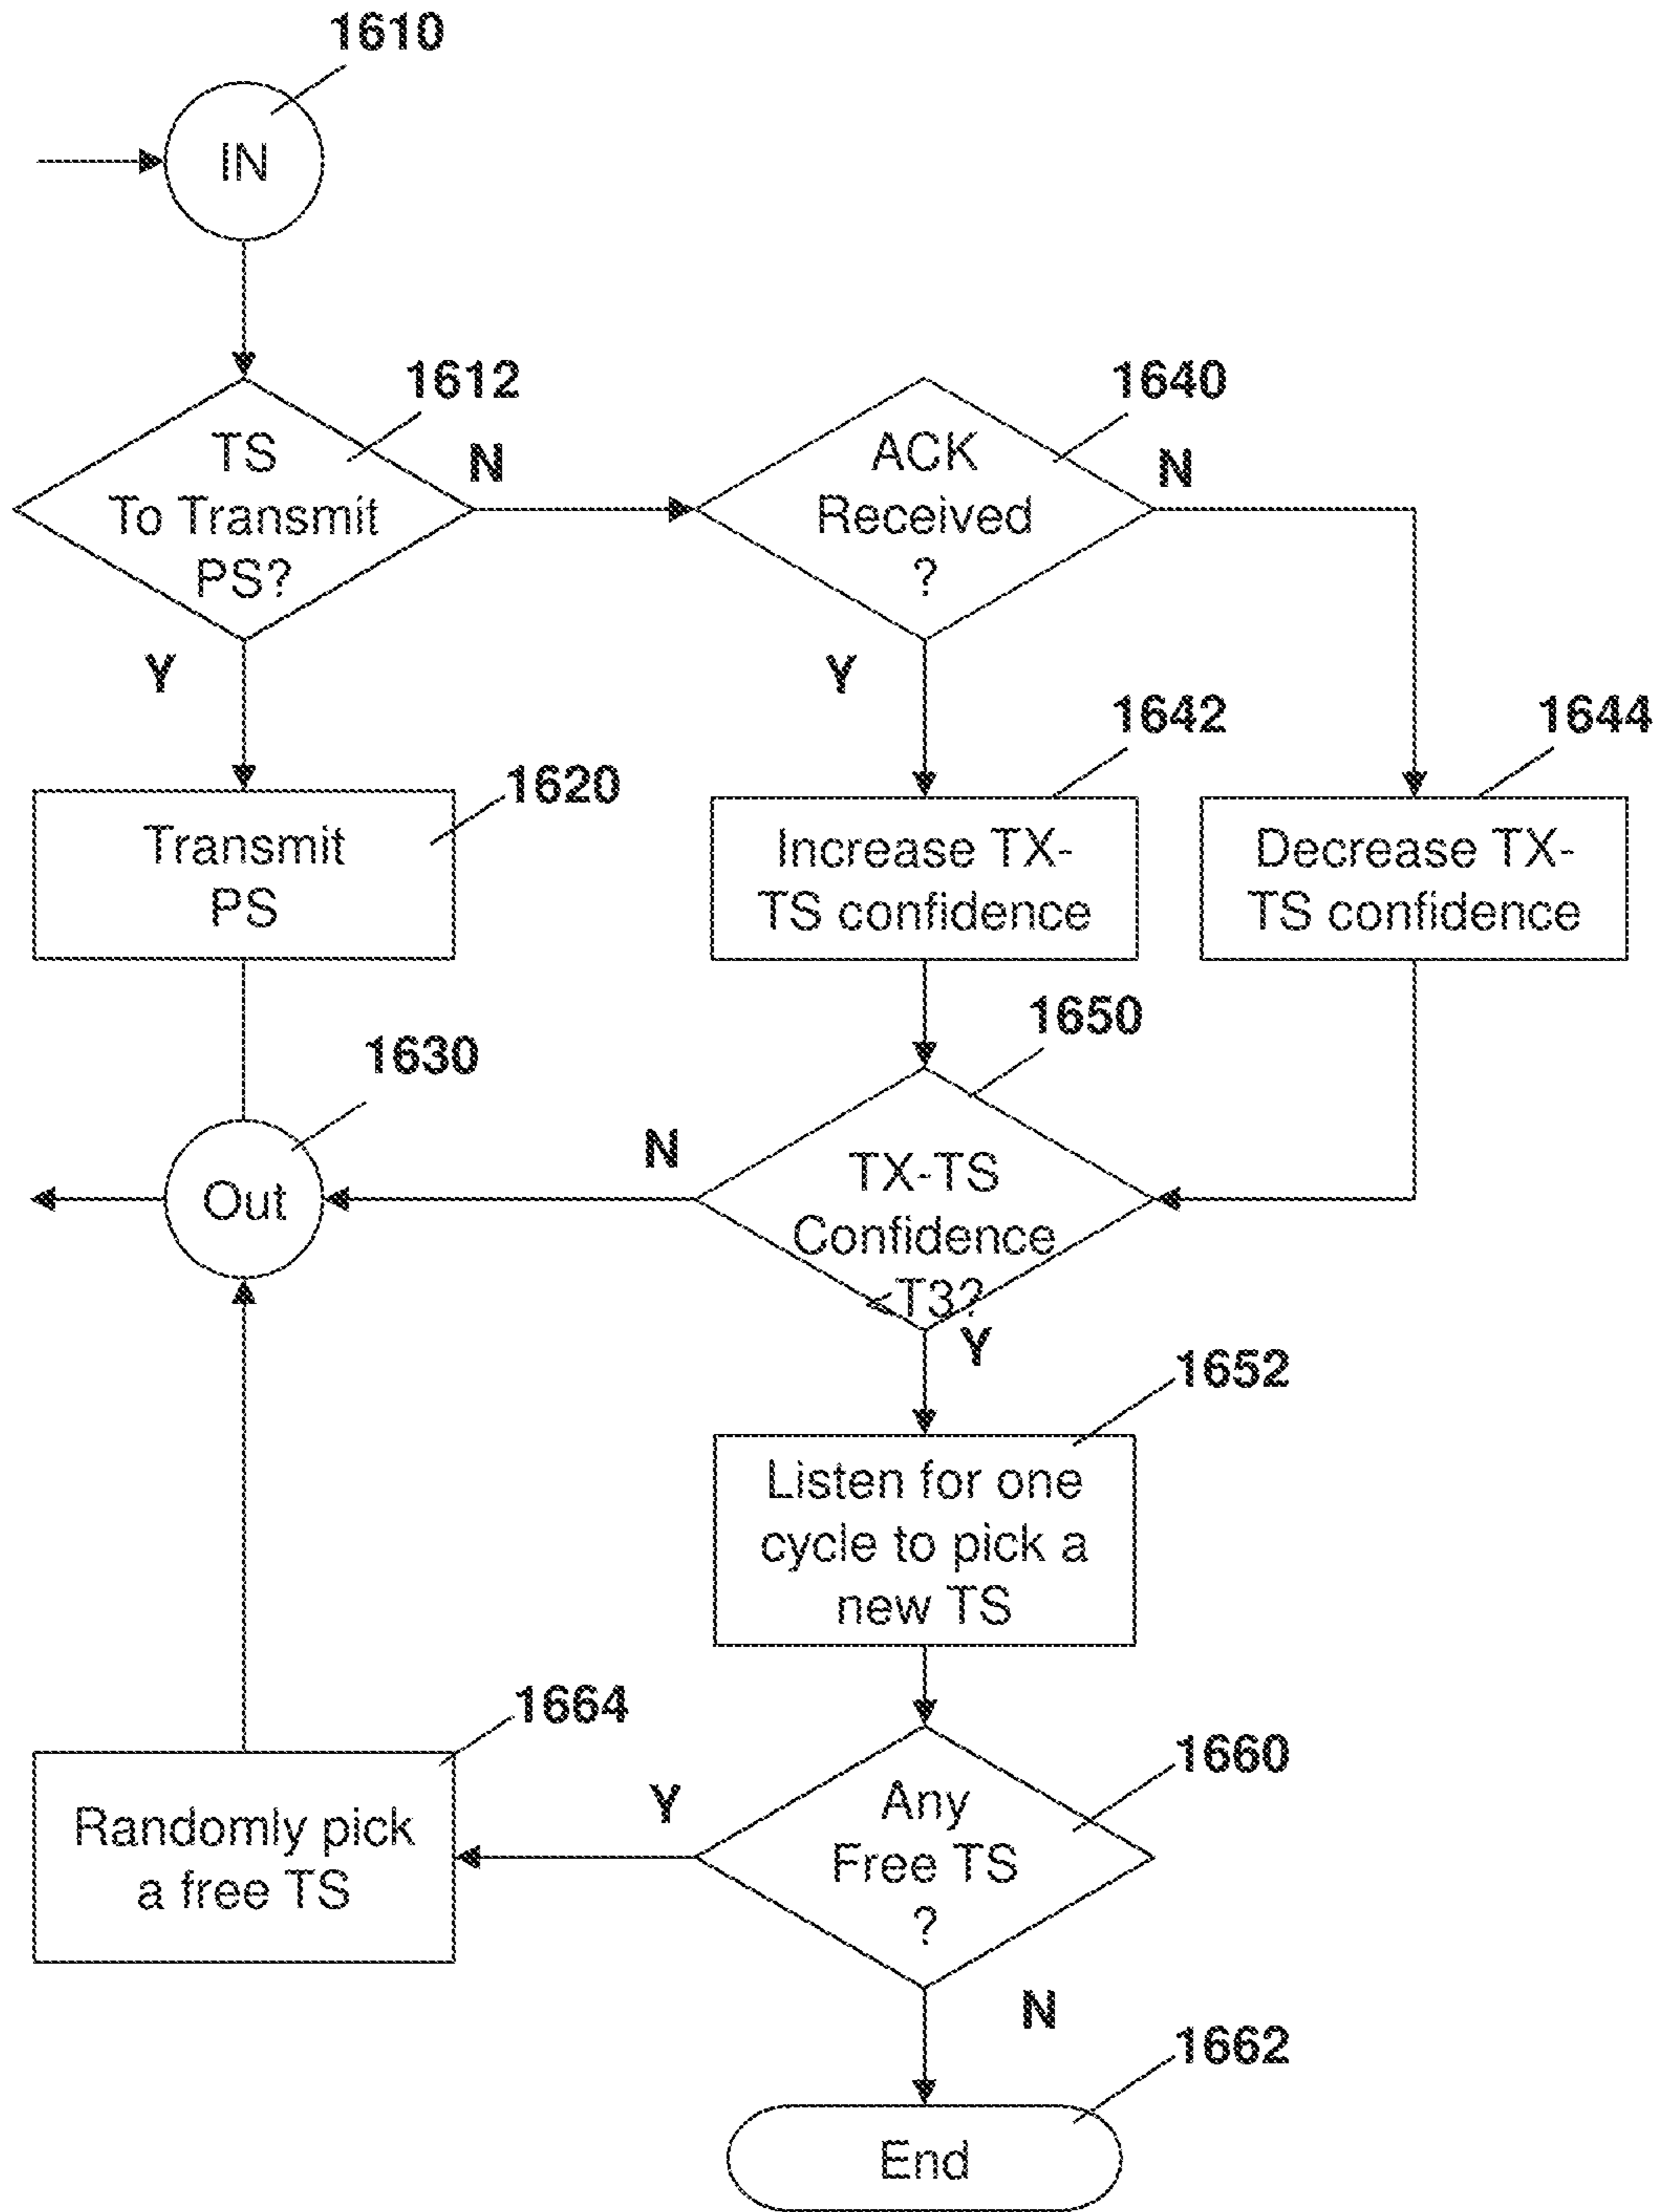 1610
IN
1612
TS
To Transmit
PS?
N
Y
1640
ACK
Received
?
N
Y
1620
Transmit
PS
1642
Increase TX-
TS confidence
1644
Decrease TX-
TS confidence
1630
Out
1650
N
TX-TS
Confidence
<T3?
Y
1652
Listen for one
cycle to pick a
new TS
1664
Randomly pick
a free TS
1660
Y
Any
Free TS
?
N
1662
End